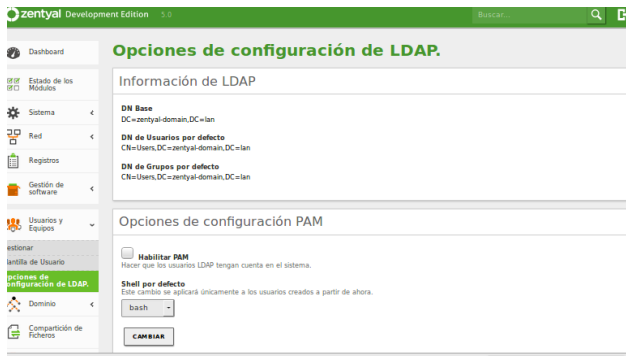 zentyal Development Edition 5.0
Buscar...
Dashboard
Estado de los
Módulos
Sistema
Red
Registros
Gestión de
software
Usuarios y
Equipos
estionar
lantilla de Usuario
pciones de
onfiguración de LDAP.
Dominio
Compartición de
Ficheros
Opciones de configuración de LDAP.
Información de LDAP
DN Base
DC=zentyal-domain,DC=lan
DN de Usuarios por defecto
CN=Users,DC=zentyal-domain,DC=lan
DN de Grupos por defecto
CN=Users,DC=zentyal-domain,DC=lan
Opciones de configuración PAM
Habilitar PAM
Hacer que los usuarios LDAP tengan cuenta en el sistema.
Shell por defecto
Este cambio se aplicará únicamente a los usuarios creados a partir de ahora.
bash
CAMBIAR